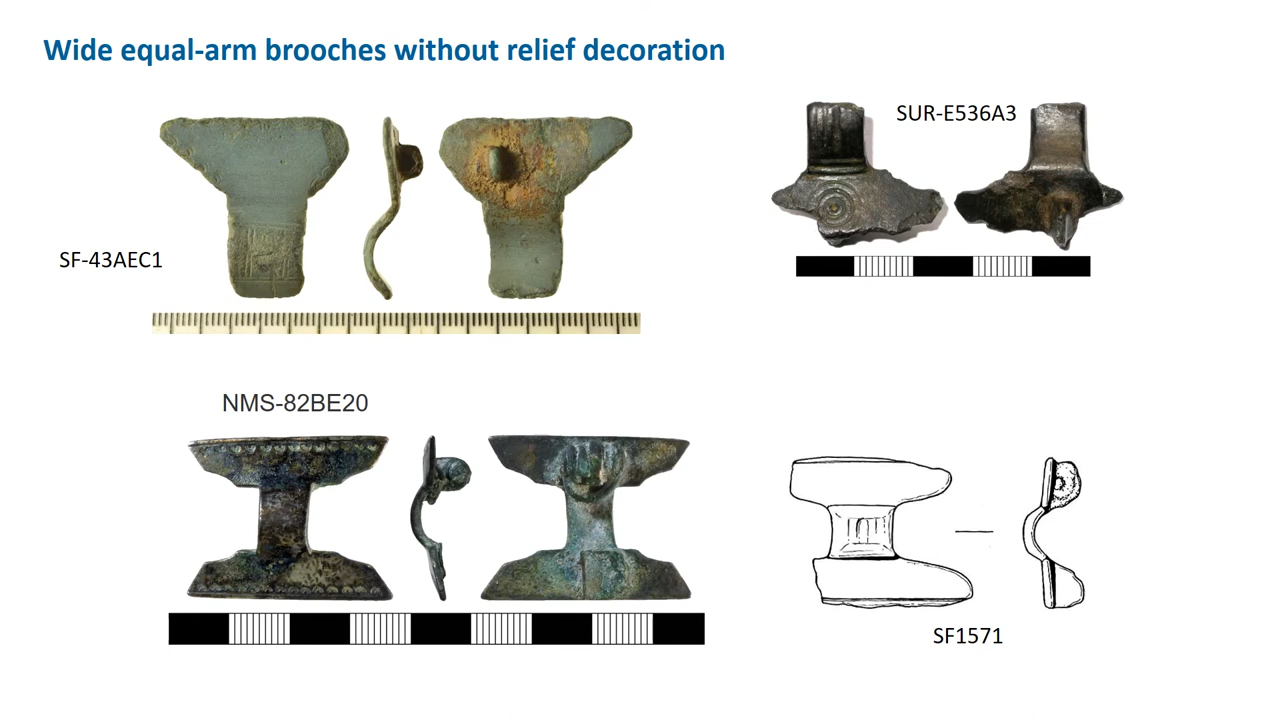 Wide equal-arm brooches without relief decoration
SUR-E536A3
SF-43AEC1
NMS-82BE20
SF1571